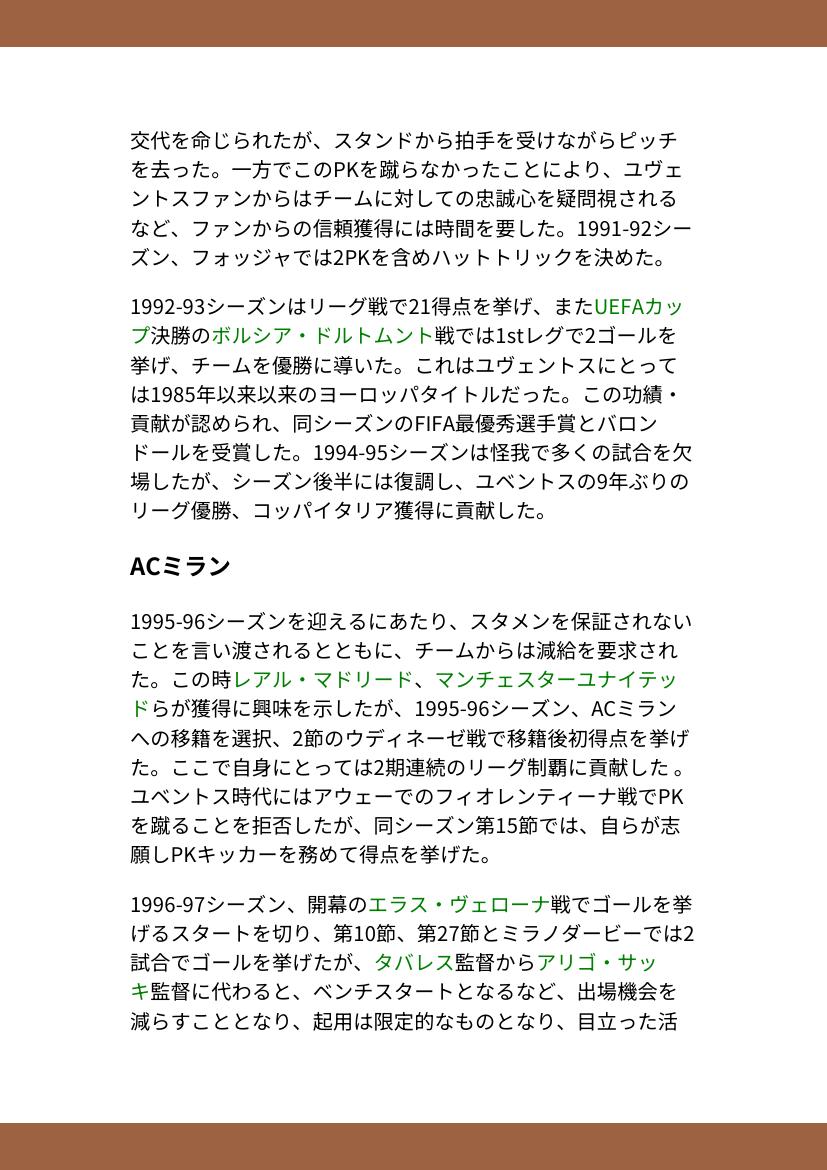 交代を命じられたが、スタンドから拍手を受けながらピッチ
を去った。一方でこのPKを蹴らなかったことにより、ユヴェ
ントスファンからはチームに対しての忠誠心を疑問視される
など、ファンからの信頼獲得には時間を要した。1991-92シー
ズン、フォッジャでは2PKを含めハットトリックを決めた。
1992-93シーズンはリーグ戦で21得点を挙げ、またUEFAカッ
プ決勝のボルシア・ドルトムント戦では1stレグで2ゴールを
挙げ、チームを優勝に導いた。これはユヴェントスにとって
は1985年以来以来のヨーロッパタイトルだった。この功績・
貢献が認められ、同シーズンのFIFA最優秀選手賞とバロン
ドールを受賞した。1994-95シーズンは怪我で多くの試合を欠
場したが、シーズン後半には復調し、ユベントスの9年ぶりの
リーグ優勝、コッパイタリア獲得に貢献した。
ACミラン
1995-96シーズンを迎えるにあたり、スタメンを保証されない
ことを言い渡されるとともに、チームからは減給を要求され
た。この時レアル・マドリード、マンチェスターユナイテッ
ドらが獲得に興味を示したが、1995-96シーズン、ACミラン
への移籍を選択、2節のウディネーゼ戦で移籍後初得点を挙げ
た。ここで自身にとっては2期連続のリーグ制覇に貢献した 。
ユベントス時代にはアウェーでのフィオレンティーナ戦でPK
を蹴ることを拒否したが、同シーズン第15節では、自らが志
願しPKキッカーを務めて得点を挙げた。
1996-97シーズン、開幕のエラス・ヴェローナ戦でゴールを挙
げるスタートを切り、第10節、第27節とミラノダービーでは2
試合でゴールを挙げたが、タバレス監督からアリゴ・サッ
キ監督に代わると、ベンチスタートとなるなど、出場機会を
減らすこととなり、起用は限定的なものとなり、目立った活